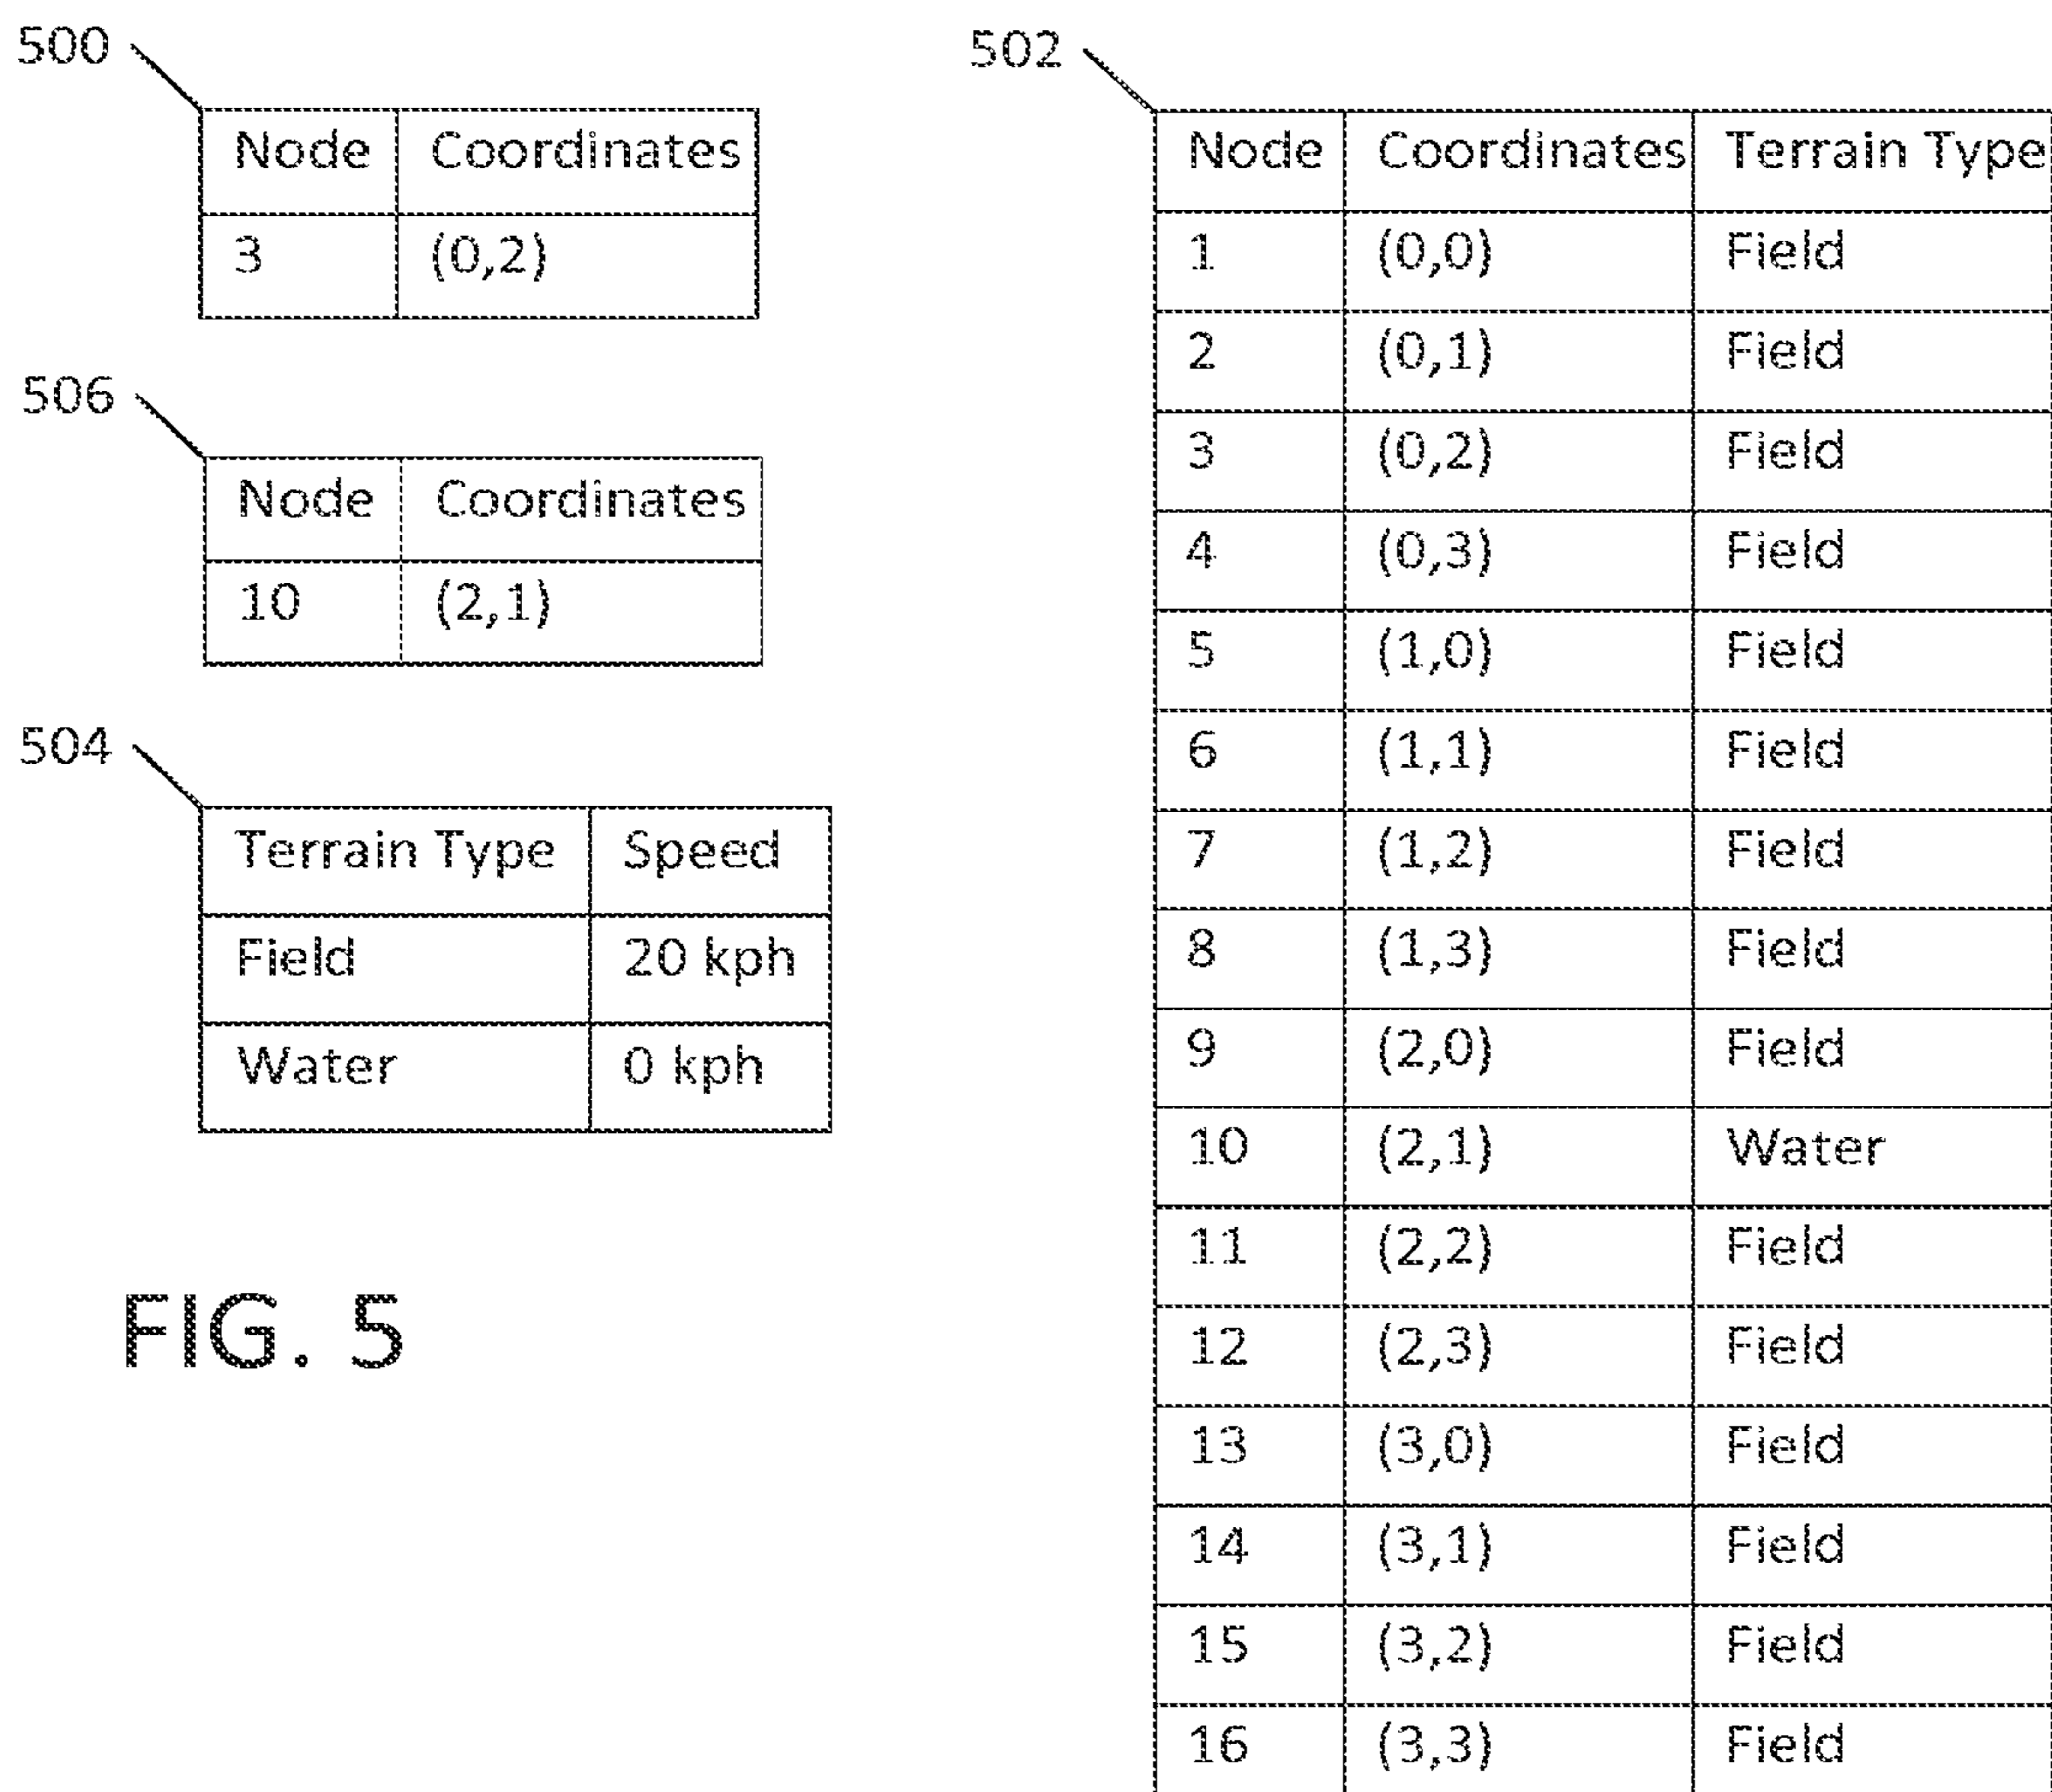 500
Node Coordinates
3 (0,2)
506
Node Coordinates
10 (2,1)
504
Terrain Type Speed
Field 20 kph
Water 0 kph
FIG. 5
502
Node Coordinates Terrain Type
1 (0,0) Field
2 (0,1) Field
3 (0,2) Field
4 (0,3) Field
5 (1,0) Field
6 (1,1) Field
7 (1,2) Field
8 (1,3) Field
9 (2,0) Field
10 (2,1) Water
11 (2,2) Field
12 (2,3) Field
13 (3,0) Field
14 (3,1) Field
15 (3,2) Field
16 (3,3) Field